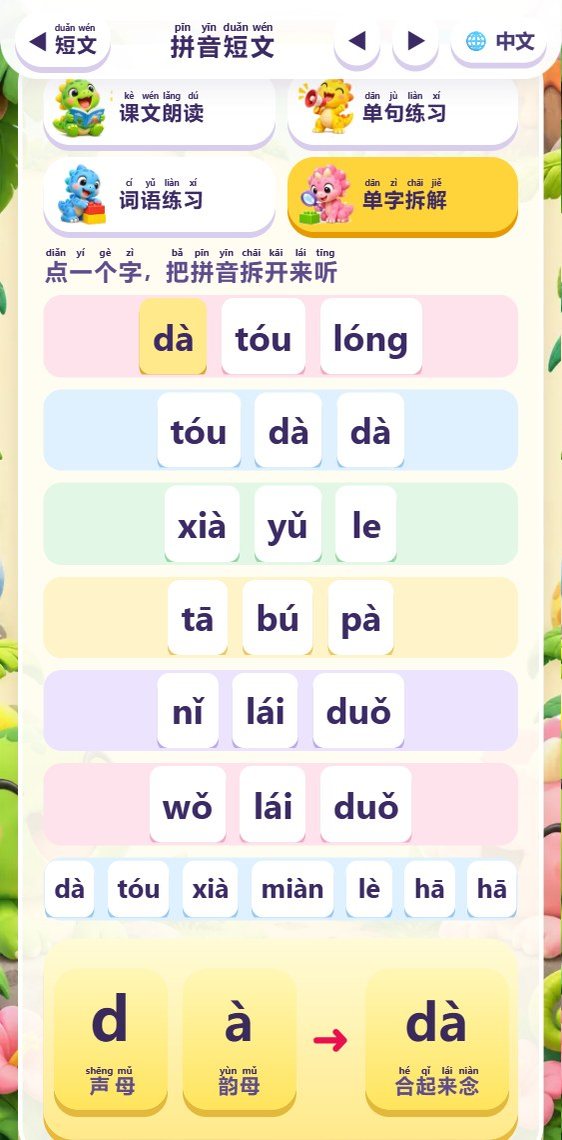 duǎn wén pīn yīn duǎn wén
◀ 短文 拼音短文 ◀ ▶ 中文
kè wén lǎng dú dān jù liàn xí
课文朗读 单句练习
cí yǔ liàn xí dān zì chāi jiě
词语练习 单字拆解
diǎn yí gè zì bǎ pīn yīn chāi kāi lái tīng
点一个字，把拼音拆开来听
dà tóu lóng
tóu dà dà
xià yǔ le
tā bú pà
nǐ lái duǒ
wǒ lái duǒ
dà tóu xià miàn lè hā hā
d à → dà
shēng mǔ yùn mǔ hé qǐ lái niàn
声母 韵母 合起来念